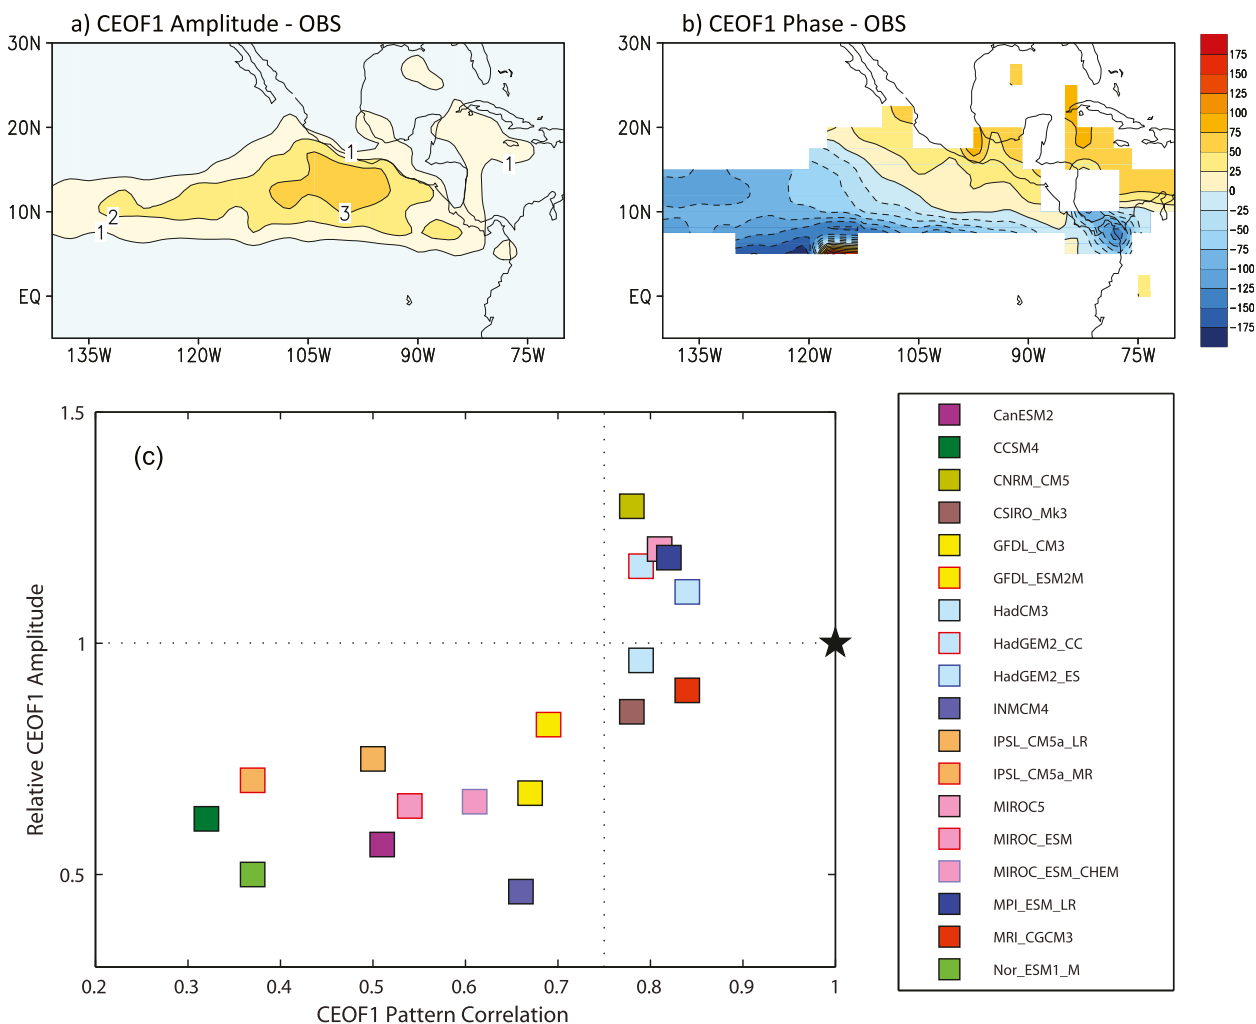 a) CEOF1 Amplitude - OBS
b) CEOF1 Phase - OBS
30N
20N
10N
EQ
1
1
2
1
3
135W 120W 105W 90W 75W
30N
20N
10N
EQ
135W 120W 105W 90W 75W
175
150
125
100
75
50
25
0
-25
-50
-75
-100
-125
-150
-175
(c)
1.5
1
0.5
Relative CEOF1 Amplitude
0.2 0.3 0.4 0.5 0.6 0.7 0.8 0.9 1
CEOF1 Pattern Correlation
CanESM2
CCSM4
CNRM_CM5
CSIRO_Mk3
GFDL_CM3
GFDL_ESM2M
HadCM3
HadGEM2_CC
HadGEM2_ES
INMCM4
IPSL_CM5a_LR
IPSL_CM5a_MR
MIROC5
MIROC_ESM
MIROC_ESM_CHEM
MPI_ESM_LR
MRI_CGCM3
Nor_ESM1_M